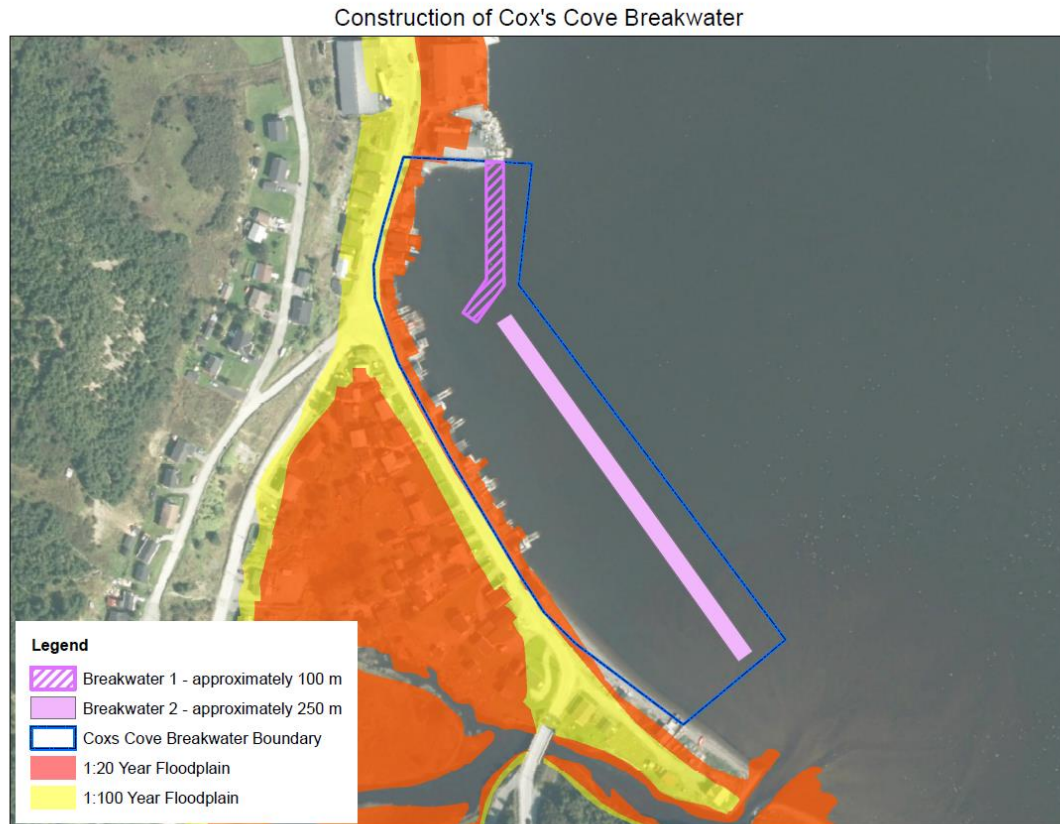 Construction of Cox's Cove Breakwater
Legend
Breakwater 1 - approximately 100 m
Breakwater 2 - approximately 250 m
Coxs Cove Breakwater Boundary
1:20 Year Floodplain
1:100 Year Floodplain